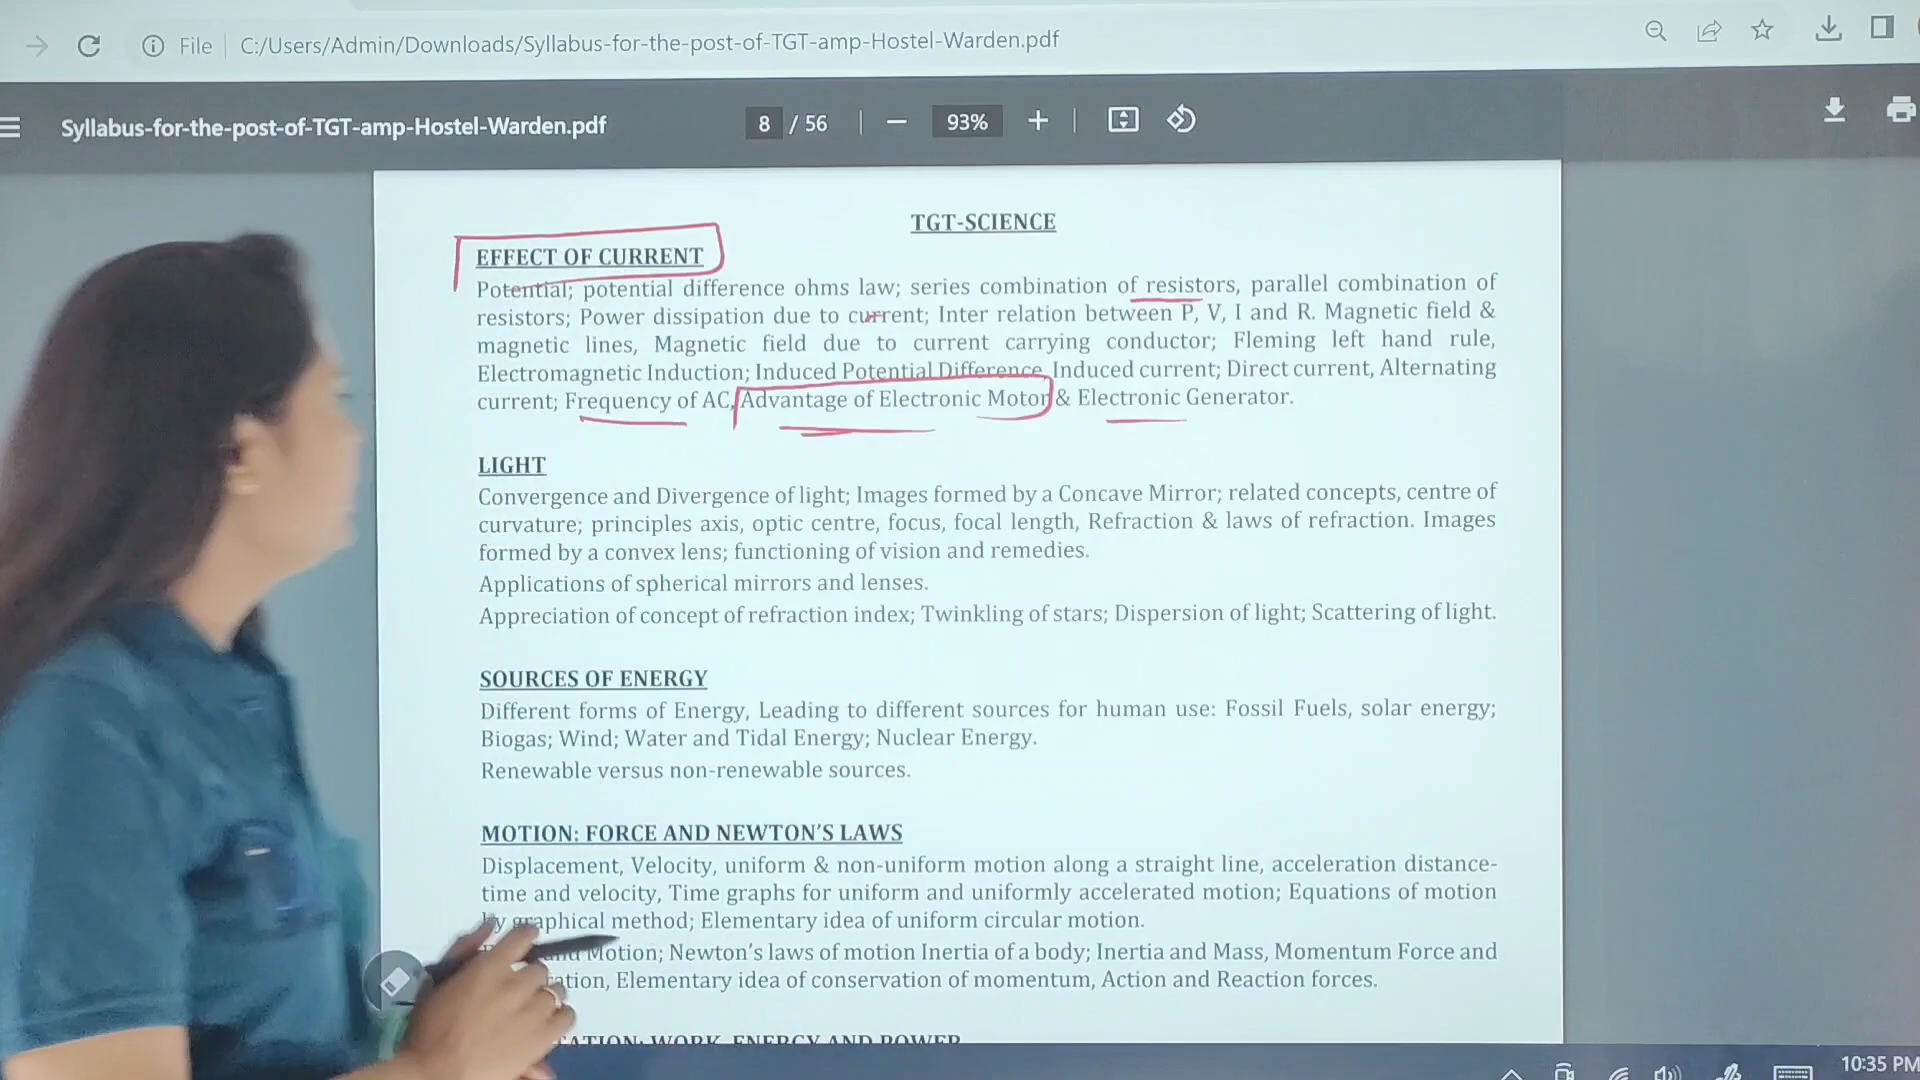 File C:/Users/Admin/Downloads/Syllabus-for-the-post-of-TGT-amp-Hostel-Warden.pdf
Syllabus-for-the-post-of-TGT-amp-Hostel-Warden.pdf 8 / 56 93%
TGT-SCIENCE
EFFECT OF CURRENT
Potential; potential difference ohms law; series combination of resistors, parallel combination of
resistors; Power dissipation due to current; Inter relation between P, V, I and R. Magnetic field &
magnetic lines, Magnetic field due to current carrying conductor; Fleming left hand rule,
Electromagnetic Induction; Induced Potential Difference, Induced current; Direct current, Alternating
current; Frequency of AC, Advantage of Electronic Motor & Electronic Generator.
LIGHT
Convergence and Divergence of light; Images formed by a Concave Mirror; related concepts, centre of
curvature; principles axis, optic centre, focus, focal length, Refraction & laws of refraction. Images
formed by a convex lens; functioning of vision and remedies.
Applications of spherical mirrors and lenses.
Appreciation of concept of refraction index; Twinkling of stars; Dispersion of light; Scattering of light.
SOURCES OF ENERGY
Different forms of Energy, Leading to different sources for human use: Fossil Fuels, solar energy;
Biogas; Wind; Water and Tidal Energy; Nuclear Energy.
Renewable versus non-renewable sources.
MOTION: FORCE AND NEWTON'S LAWS
Displacement, Velocity, uniform & non-uniform motion along a straight line, acceleration distance-
time and velocity, Time graphs for uniform and uniformly accelerated motion; Equations of motion
by graphical method; Elementary idea of uniform circular motion.
Motion; Newton's laws of motion Inertia of a body; Inertia and Mass, Momentum Force and
Elementary idea of conservation of momentum, Action and Reaction forces.
WORK, ENERGY AND POWER
10:35 PM